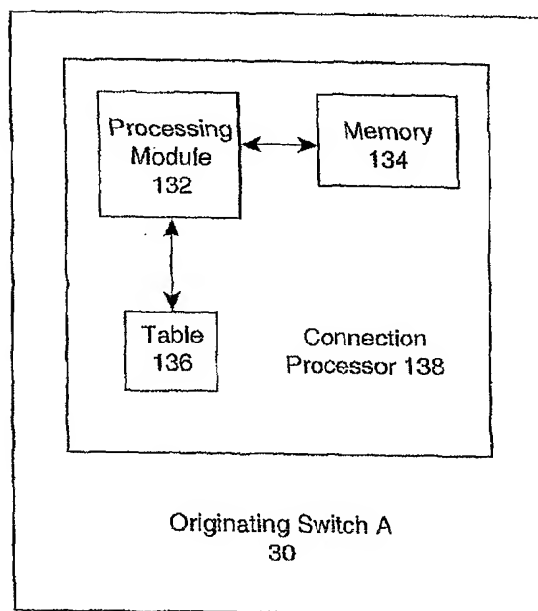 Processing
Module
132
Memory
134
Table
136
Connection
Processor 138
Originating Switch A
30